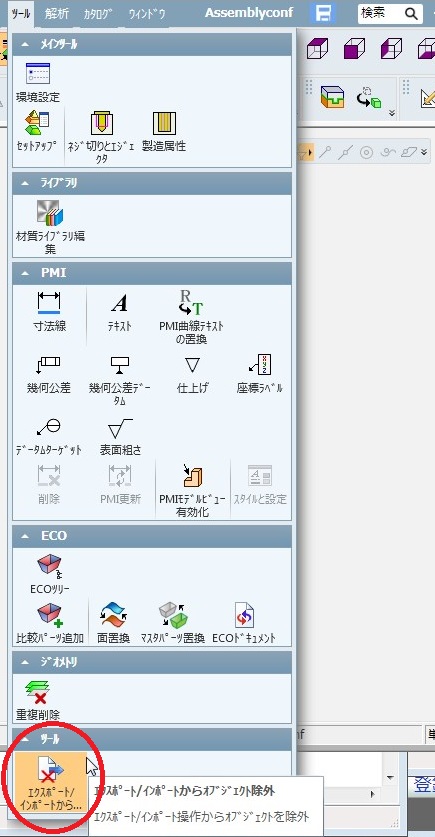 ﾂｰﾙ 解析 ｶﾀﾛｸﾞ ｳｨﾝﾄﾞｳ Assemblyconf 検索
ﾒｲﾝﾂｰﾙ
環境設定
ｾｯﾄｱｯﾌﾟ ﾈｼﾞ切りとｴｼﾞｪｸﾀ 製造属性
ﾗｲﾌﾞﾗﾘ
材質ﾗｲﾌﾞﾗﾘ編集
PMI
寸法線 ﾃｷｽﾄ PMI曲線ﾃｷｽﾄの置換
幾何公差 幾何公差ﾃﾞｰﾀﾑ 仕上げ 座標ﾗﾍﾞﾙ
ﾃﾞｰﾀﾑﾀｰｹﾞｯﾄ 表面粗さ
削除 PMI更新 PMIﾓﾃﾞﾙﾋﾞｭｰ有効化 ｽﾀｲﾙと設定
ECO
ECOﾂﾘｰ
比較ﾊﾟｰﾂ追加 面置換 ﾏｽﾀﾊﾟｰﾂ置換 ECOﾄﾞｷｭﾒﾝﾄ
ｼﾞｵﾒﾄﾘ
重複削除
ﾂｰﾙ
ｴｸｽﾎﾟｰﾄ/
ｲﾝﾎﾟｰﾄから...
ｴｸｽﾎﾟｰﾄ/ｲﾝﾎﾟｰﾄからｵﾌﾞｼﾞｪｸﾄ除外
ｴｸｽﾎﾟｰﾄ/ｲﾝﾎﾟｰﾄ操作からｵﾌﾞｼﾞｪｸﾄを除外